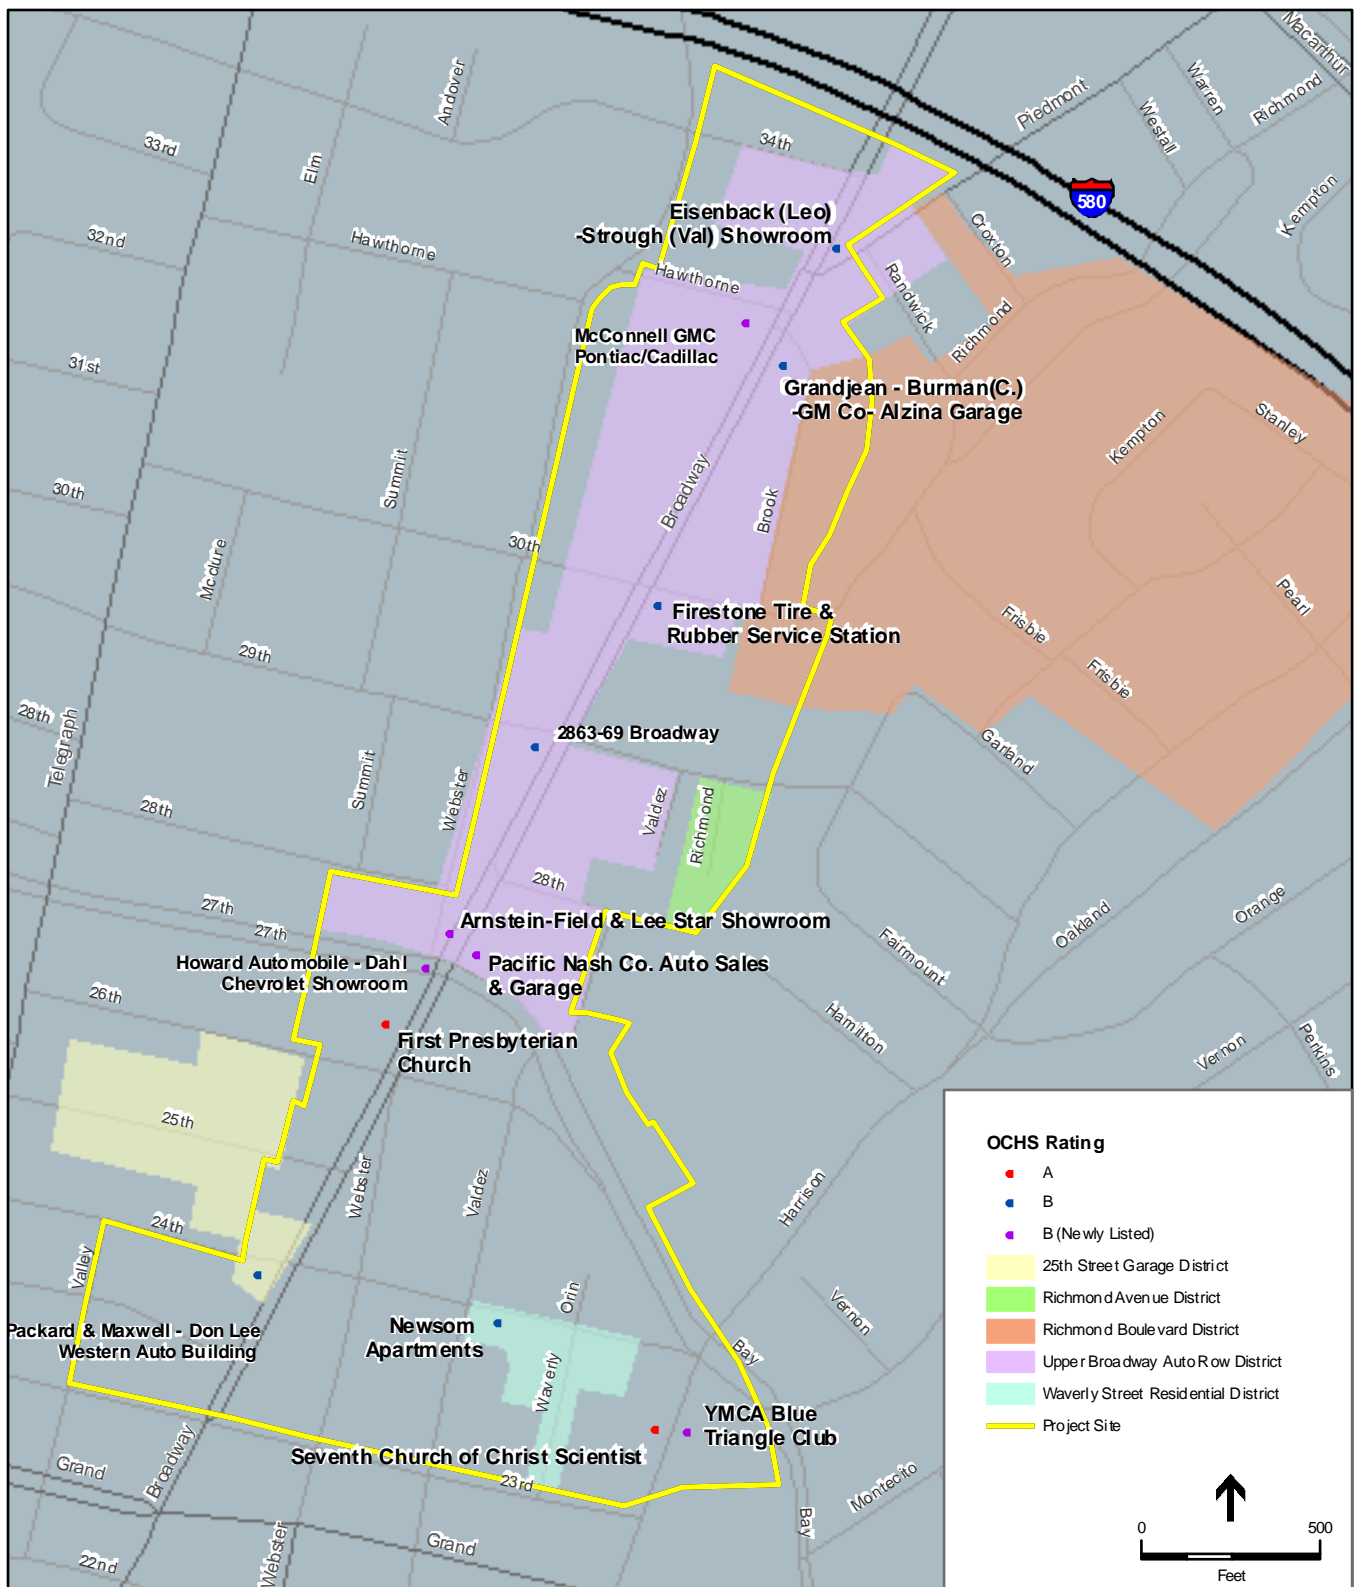 Macarthur
Warren
Richmond
Piedmont
Westall
Andover
34th
33rd
Elm
580
Kempton
Eisenback (Leo)
-Strough (Val) Showroom
Croxton
32nd
Hawthorne
Hawthorne
Randwick
Richmond
McConnell GMC
Pontiac/Cadillac
31st
Grandjean - Burman(C.)
-GM Co- Alzina Garage
Kempton
Stanley
Summit
30th
Broadway
Brook
30th
Mcclure
Pearl
Firestone Tire &
Rubber Service Station
Frisbie
29th
Frisbie
28th
Telegraph
2863-69 Broadway
Garland
Summit
Webster
Valdez
Richmond
28th
28th
27th
27th
Arnstein-Field & Lee Star Showroom
Orange
Oakland
Fairmount
Howard Automobile - Dahl
Chevrolet Showroom
Pacific Nash Co. Auto Sales
& Garage
26th
Hamilton
First Presbyterian
Church
Vernon
Perkins
25th
Webster
Valdez
Harrison
24th
Valley
Orin
Vernon
Packard & Maxwell - Don Lee
Western Auto Building
Newsom
Apartments
Bay
Waverly
YMCA Blue
Triangle Club
Seventh Church of Christ Scientist
Grand
Broadway
23rd
Montecito
Bay
Webster
Grand
22nd
OCHS Rating
A
B
B (Newly Listed)
25th Street Garage District
Richmond Avenue District
Richmond Boulevard District
Upper Broadway Auto Row District
Waverly Street Residential District
Project Site
0 500
Feet